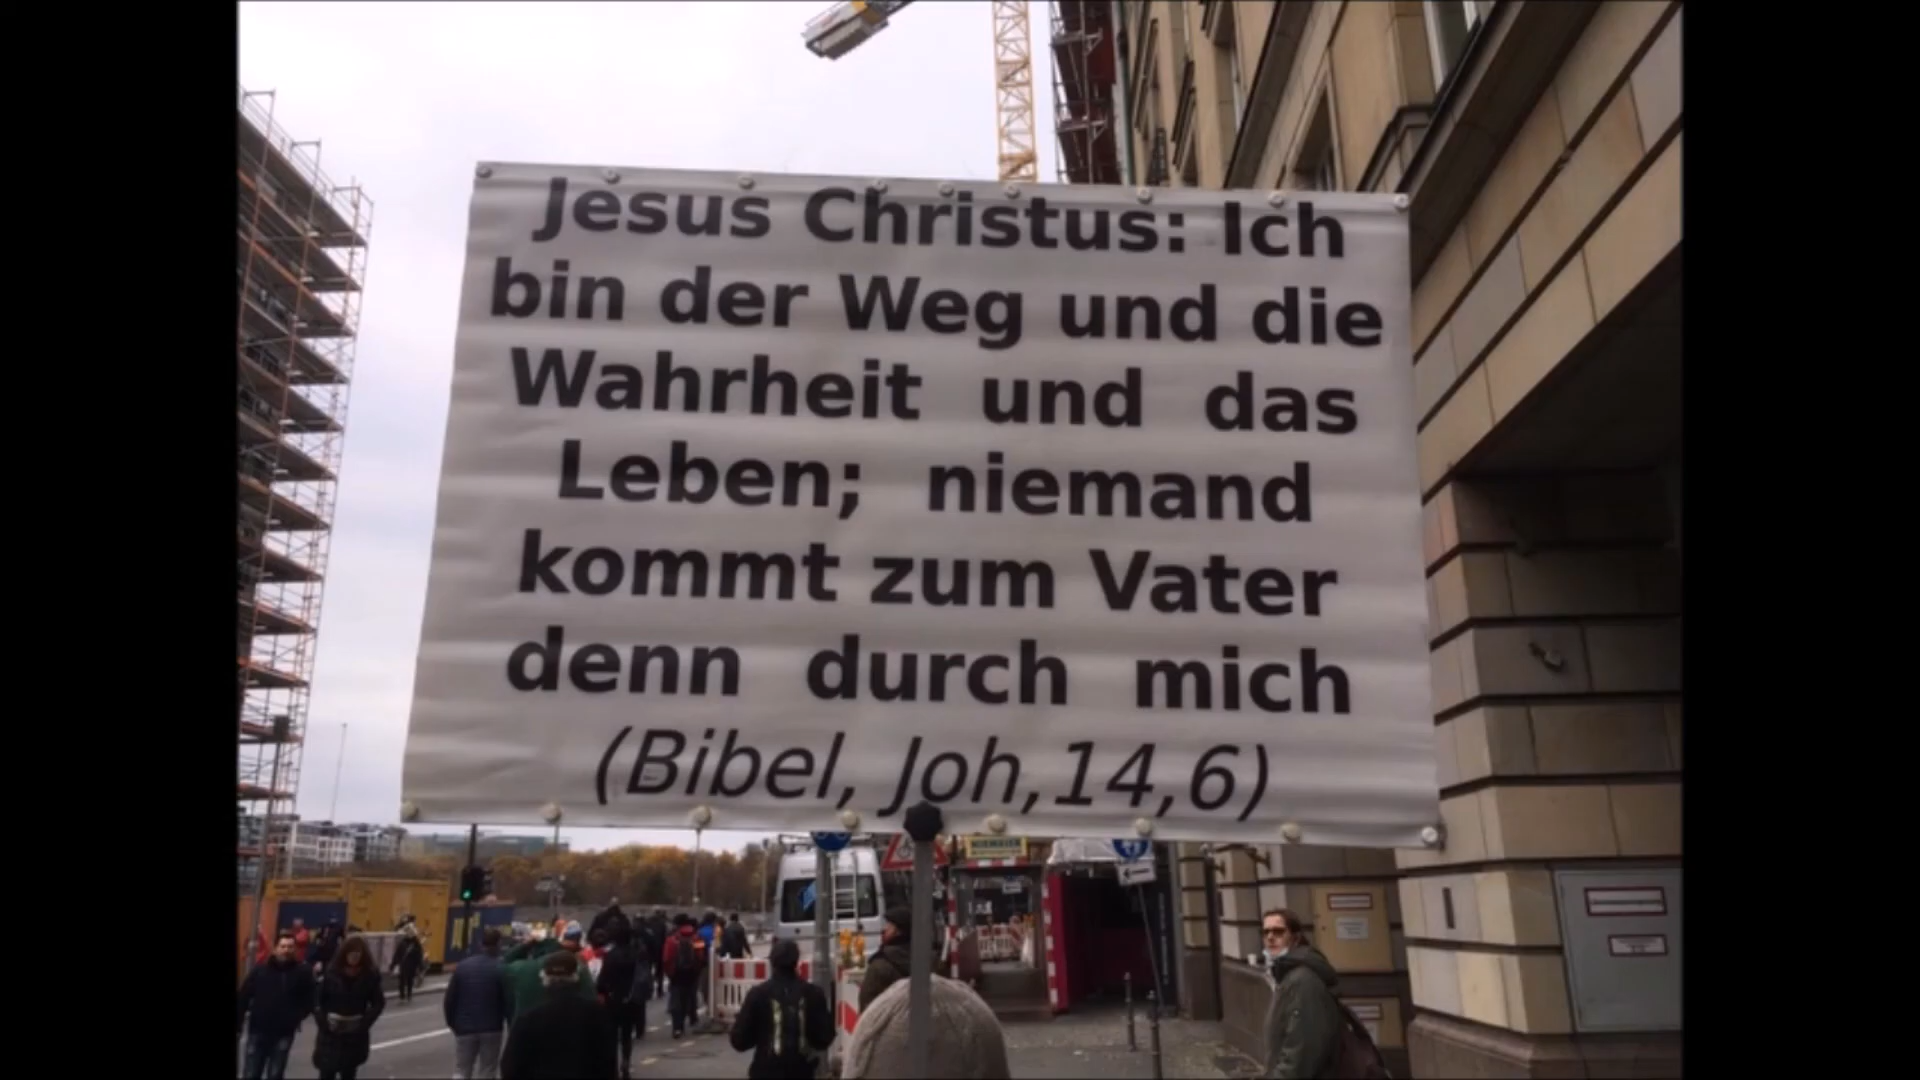 Jesus Christus: Ich
bin der Weg und die
Wahrheit und das
Leben; niemand
kommt zum Vater
denn durch mich
(Bibel, Joh,14,6)